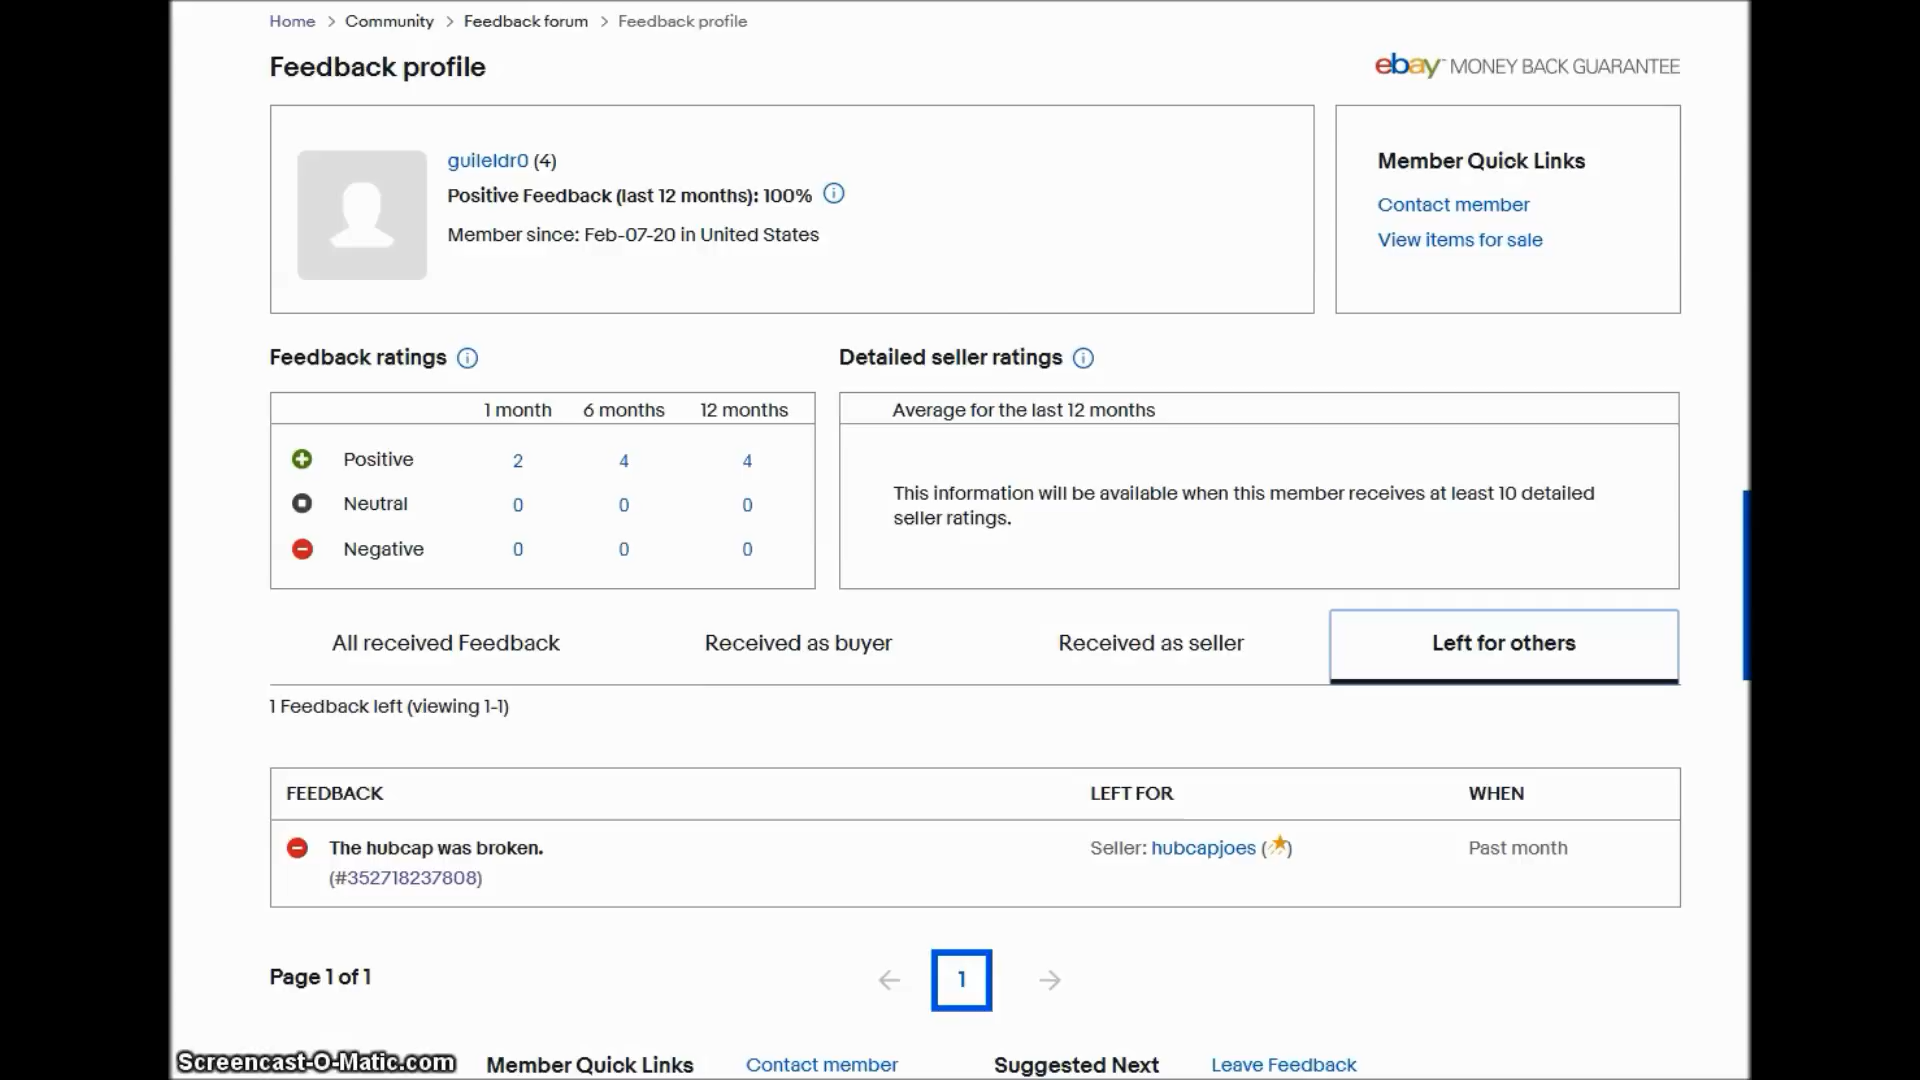 Home > Community > Feedback forum > Feedback profile
Feedback profile
ebay™ MONEY BACK GUARANTEE
guileldr0 (4)
Positive Feedback (last 12 months): 100%
Member since: Feb-07-20 in United States
Member Quick Links
Contact member
View items for sale
Feedback ratings
1 month 6 months 12 months
Positive 2 4 4
Neutral 0 0 0
Negative 0 0 0
Detailed seller ratings
Average for the last 12 months
This information will be available when this member receives at least 10 detailed
seller ratings.
All received Feedback Received as buyer Received as seller Left for others
1 Feedback left (viewing 1-1)
FEEDBACK LEFT FOR WHEN
The hubcap was broken. Seller: hubcapjoes ( ) Past month
(#352718237808)
Page 1 of 1
1
Screencast-O-Matic.com
Member Quick Links Contact member Suggested Next Leave Feedback